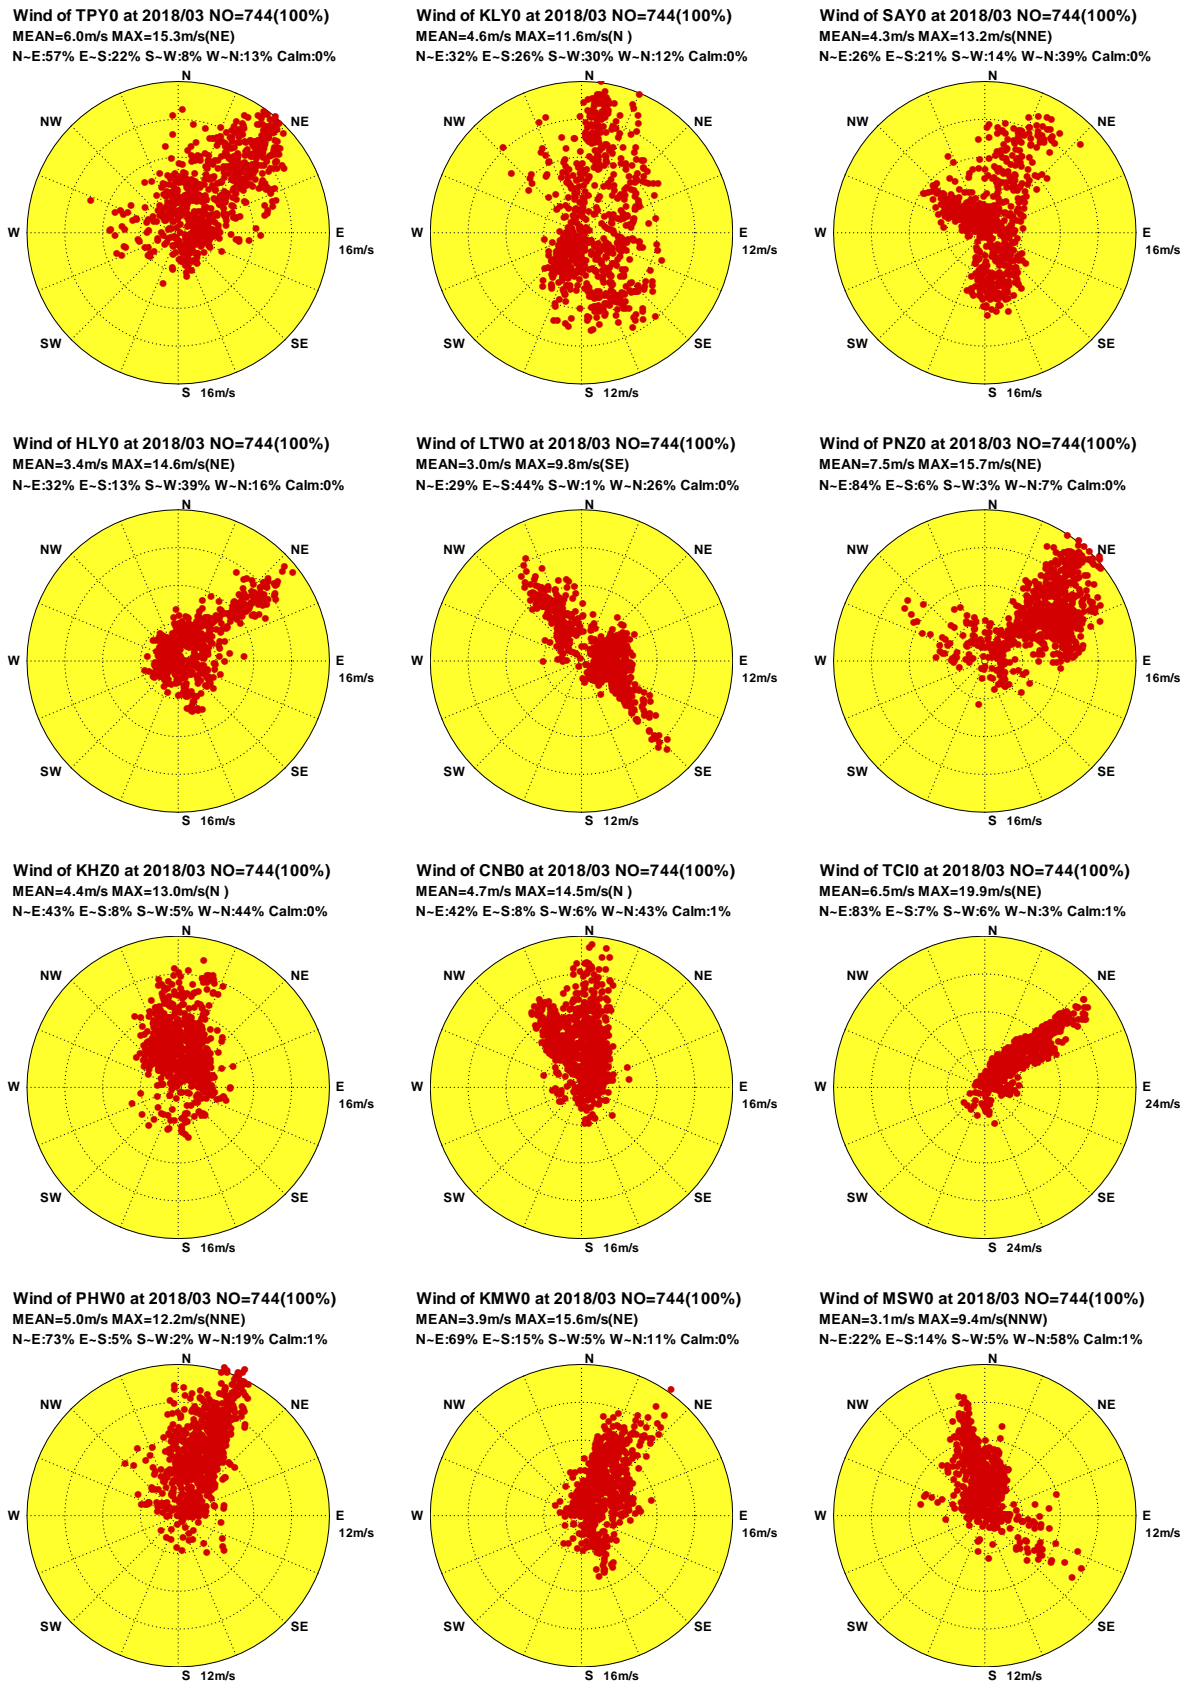 Wind of TPY0 at 2018/03 NO=744(100%)
MEAN=6.0m/s MAX=15.3m/s(NE)
N~E:57% E~S:22% S~W:8% W~N:13% Calm:0%
N
NW
NE
W
E
16m/s
SW
SE
S 16m/s
Wind of KLY0 at 2018/03 NO=744(100%)
MEAN=4.6m/s MAX=11.6m/s(N )
N~E:32% E~S:26% S~W:30% W~N:12% Calm:0%
N
NW
NE
W
E
12m/s
SW
SE
S 12m/s
Wind of SAY0 at 2018/03 NO=744(100%)
MEAN=4.3m/s MAX=13.2m/s(NNE)
N~E:26% E~S:21% S~W:14% W~N:39% Calm:0%
N
NW
NE
W
E
16m/s
SW
SE
S 16m/s
Wind of HLY0 at 2018/03 NO=744(100%)
MEAN=3.4m/s MAX=14.6m/s(NE)
N~E:32% E~S:13% S~W:39% W~N:16% Calm:0%
N
NW
NE
W
E
16m/s
SW
SE
S 16m/s
Wind of LTW0 at 2018/03 NO=744(100%)
MEAN=3.0m/s MAX=9.8m/s(SE)
N~E:29% E~S:44% S~W:1% W~N:26% Calm:0%
N
NW
NE
W
E
12m/s
SW
SE
S 12m/s
Wind of PNZ0 at 2018/03 NO=744(100%)
MEAN=7.5m/s MAX=15.7m/s(NE)
N~E:84% E~S:6% S~W:3% W~N:7% Calm:0%
N
NW
NE
W
E
16m/s
SW
SE
S 16m/s
Wind of KHZ0 at 2018/03 NO=744(100%)
MEAN=4.4m/s MAX=13.0m/s(N )
N~E:43% E~S:8% S~W:5% W~N:44% Calm:0%
N
NW
NE
W
E
16m/s
SW
SE
S 16m/s
Wind of CNB0 at 2018/03 NO=744(100%)
MEAN=4.7m/s MAX=14.5m/s(N )
N~E:42% E~S:8% S~W:6% W~N:43% Calm:1%
N
NW
NE
W
E
16m/s
SW
SE
S 16m/s
Wind of TCI0 at 2018/03 NO=744(100%)
MEAN=6.5m/s MAX=19.9m/s(NE)
N~E:83% E~S:7% S~W:6% W~N:3% Calm:1%
N
NW
NE
W
E
24m/s
SW
SE
S 24m/s
Wind of PHW0 at 2018/03 NO=744(100%)
MEAN=5.0m/s MAX=12.2m/s(NNE)
N~E:73% E~S:5% S~W:2% W~N:19% Calm:1%
N
NW
NE
W
E
12m/s
SW
SE
S 12m/s
Wind of KMW0 at 2018/03 NO=744(100%)
MEAN=3.9m/s MAX=15.6m/s(NE)
N~E:69% E~S:15% S~W:5% W~N:11% Calm:0%
N
NW
NE
W
E
16m/s
SW
SE
S 16m/s
Wind of MSW0 at 2018/03 NO=744(100%)
MEAN=3.1m/s MAX=9.4m/s(NNW)
N~E:22% E~S:14% S~W:5% W~N:58% Calm:1%
N
NW
NE
W
E
12m/s
SW
SE
S 12m/s